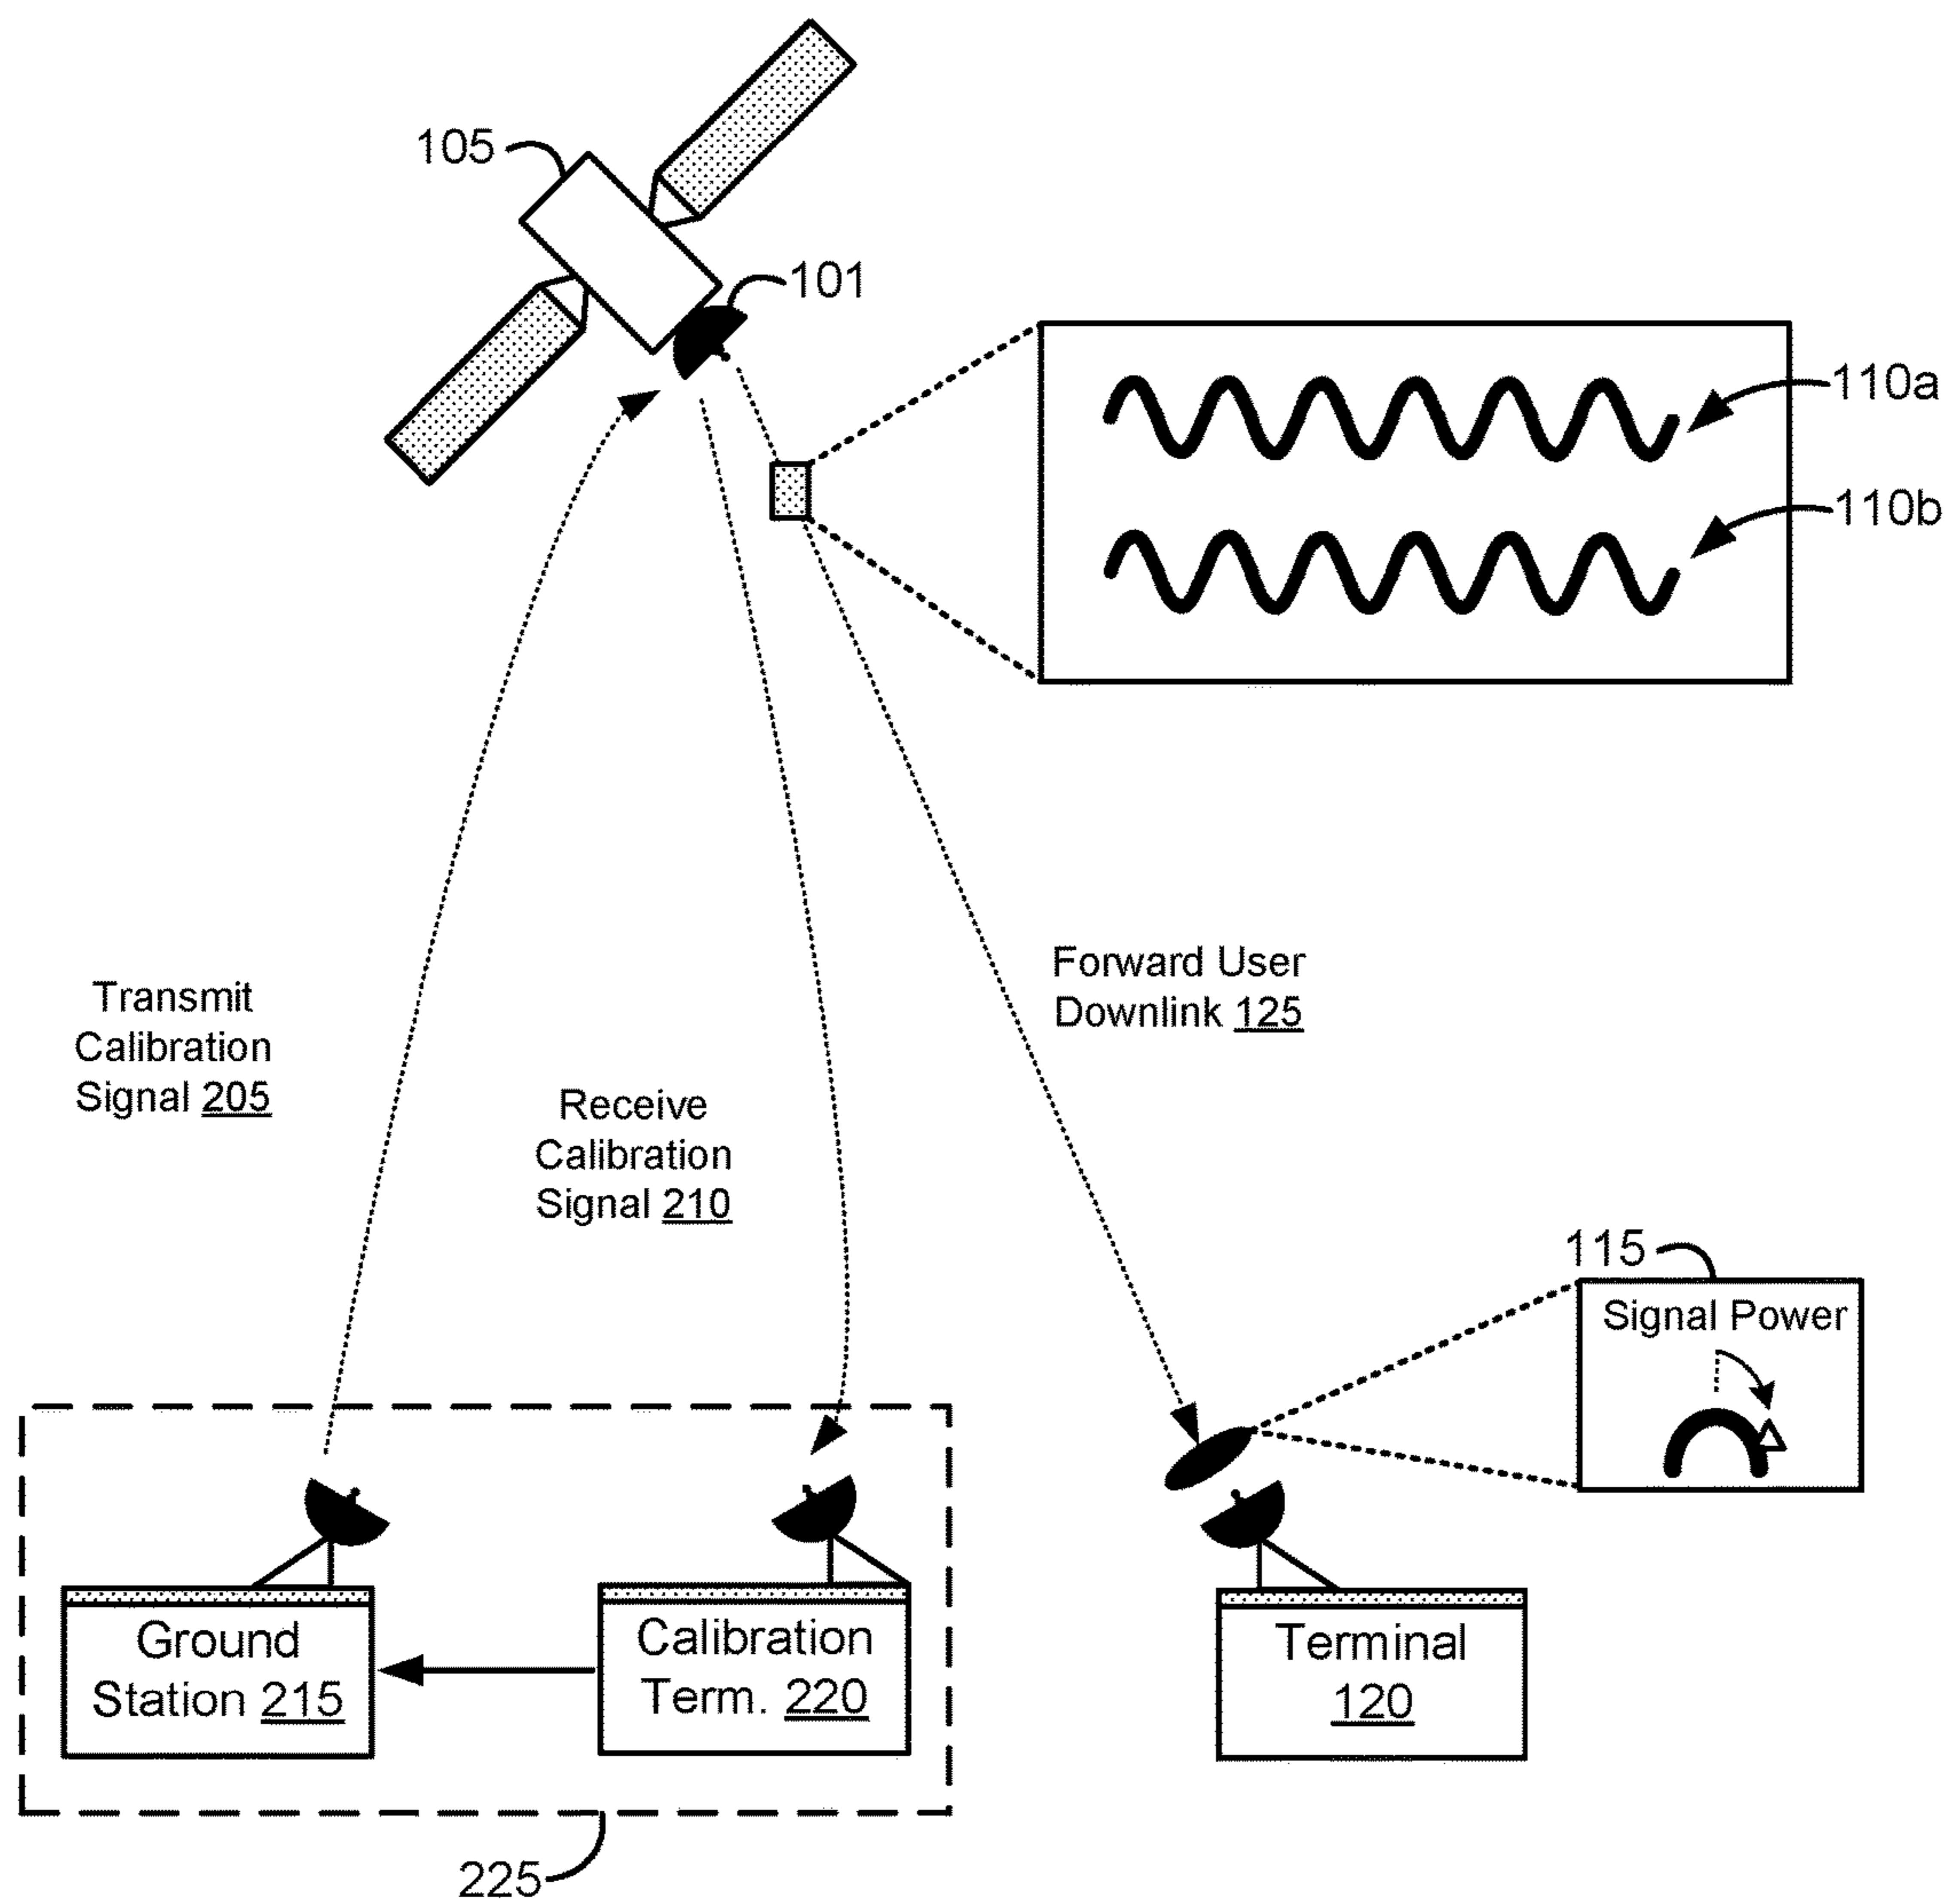 105
101
110a
110b
Forward User
Downlink 125
Transmit
Calibration
Signal 205
Receive
Calibration
Signal 210
115
Signal Power
Ground
Station 215
Calibration
Term. 220
Terminal
120
225